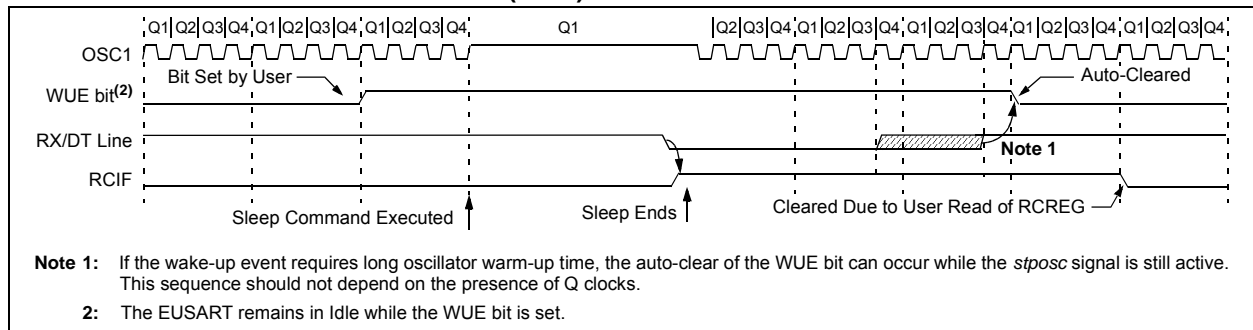 Q1 Q2 Q3 Q4 Q1 Q2 Q3 Q4 Q1 Q2 Q3 Q4 Q1 Q2 Q3 Q4 Q1 Q2 Q3 Q4 Q1 Q2 Q3 Q4 Q1 Q2 Q3 Q4 Q1 Q2 Q3 Q4
OSC1
Bit Set by User
Auto-Cleared
WUE bit(2)
RX/DT Line
Note 1
RCIF
Sleep Command Executed
Sleep Ends
Cleared Due to User Read of RCREG
Note 1: If the wake-up event requires long oscillator warm-up time, the auto-clear of the WUE bit can occur while the stposc signal is still active.
This sequence should not depend on the presence of Q clocks.
2: The EUSART remains in Idle while the WUE bit is set.